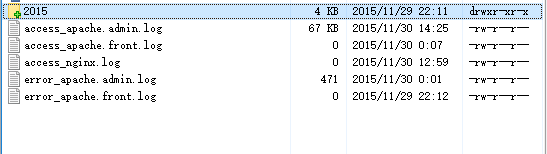 2015 4 KB 2015/11/29 22:11 drwxr-xr-x
access_apache.admin.log 67 KB 2015/11/30 14:25 -rw-r--r--
access_apache.front.log 0 2015/11/30 0:07 -rw-r--r--
access_nginx.log 0 2015/11/30 12:59 -rw-r--r--
error_apache.admin.log 471 2015/11/30 0:01 -rw-r--r--
error_apache.front.log 0 2015/11/29 22:12 -rw-r--r--